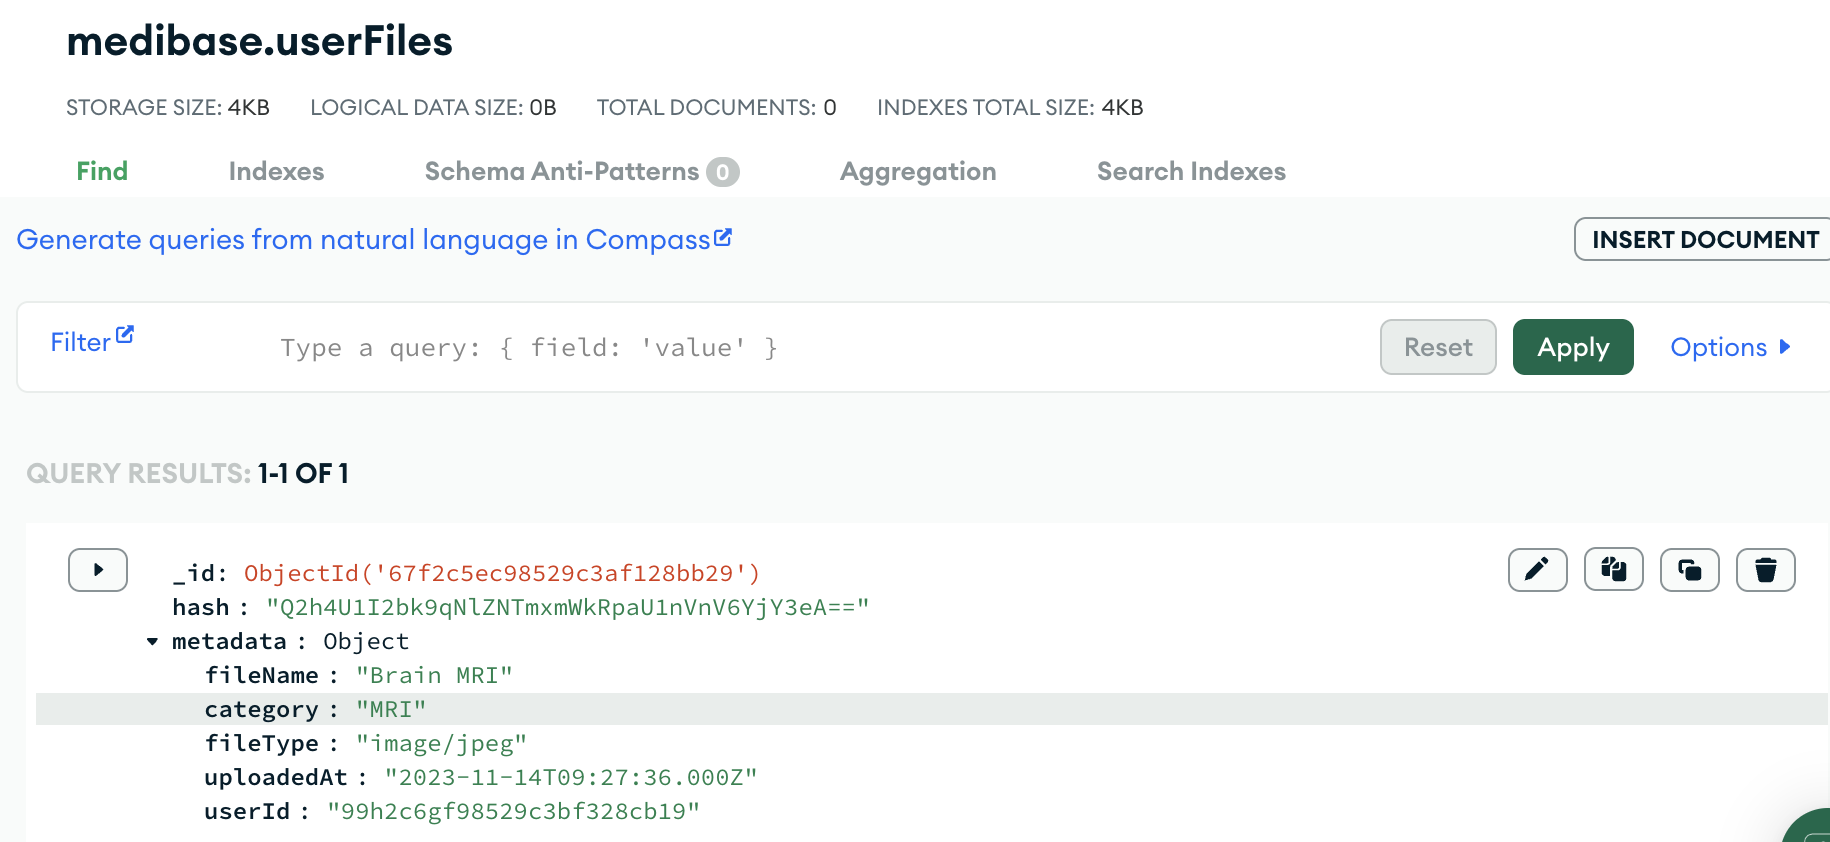 medibase.userFiles
STORAGE SIZE: 4KB LOGICAL DATA SIZE: 0B TOTAL DOCUMENTS: 0 INDEXES TOTAL SIZE: 4KB
Find Indexes Schema Anti-Patterns 0 Aggregation Search Indexes
Generate queries from natural language in Compass INSERT DOCUMENT
Filter Type a query: { field: 'value' } Reset Apply Options
QUERY RESULTS: 1-1 OF 1
_id: ObjectId('67f2c5ec98529c3af128bb29')
hash : "Q2h4U1I2bk9qNlZNTmxmWkRpaU1nVnV6YjY3eA=="
metadata : Object
fileName : "Brain MRI"
category : "MRI"
fileType : "image/jpeg"
uploadedAt : "2023-11-14T09:27:36.000Z"
userId : "99h2c6gf98529c3bf328cb19"